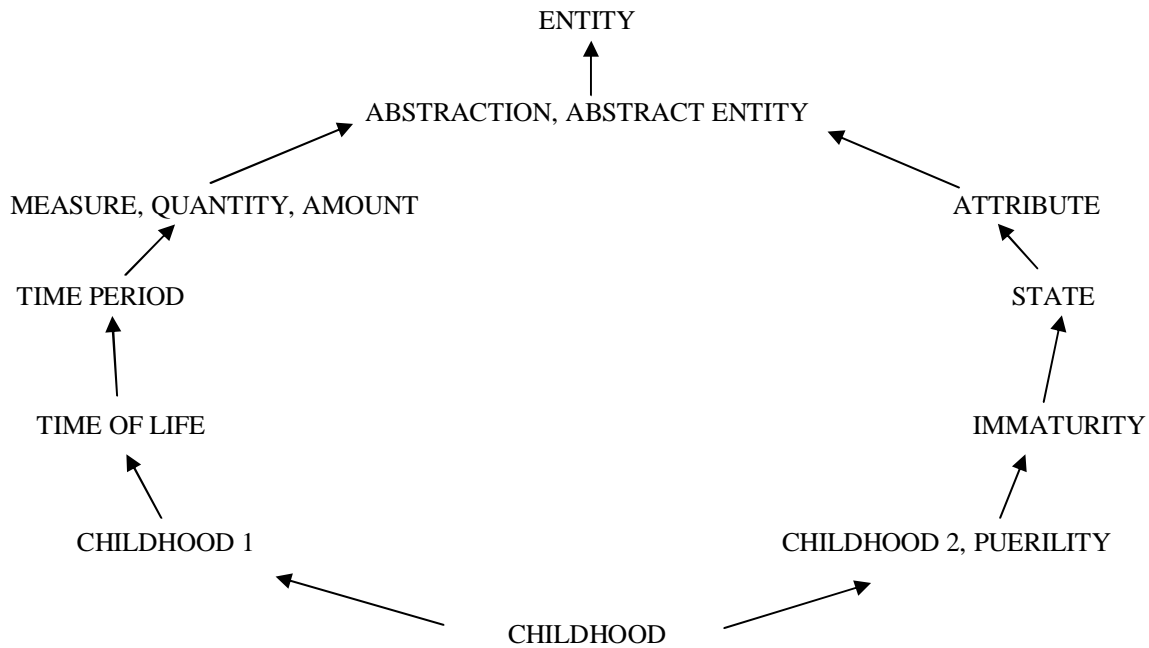 ENTITY
ABSTRACTION, ABSTRACT ENTITY
MEASURE, QUANTITY, AMOUNT
ATTRIBUTE
TIME PERIOD
STATE
TIME OF LIFE
IMMATURITY
CHILDHOOD 1
CHILDHOOD 2, PUERILITY
CHILDHOOD